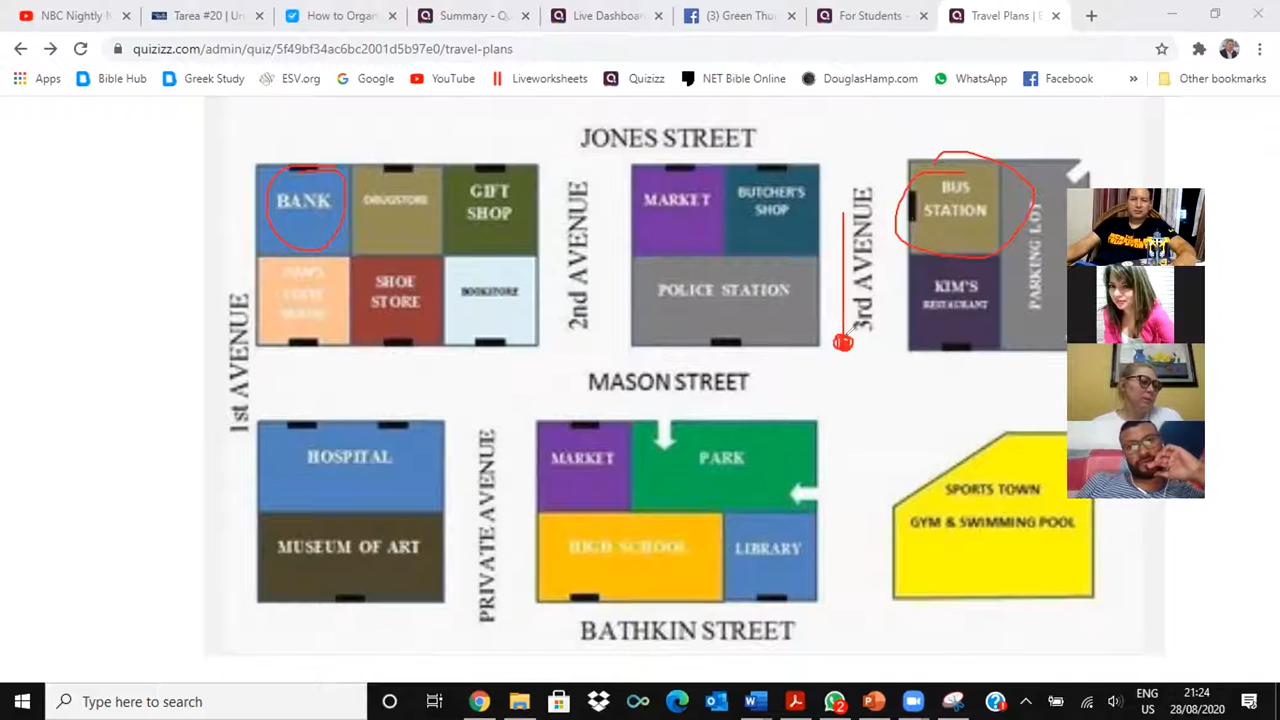 NBC Nightly N
Tarea #20 | Un
How to Organ
Summary - Qui
Live Dashboar
(3) Green Thu
For Students -
Travel Plans | E
quizizz.com/admin/quiz/5f49bf34ac6bc2001d5b97e0/travel-plans
Apps
Bible Hub
Greek Study
ESV.org
Google
YouTube
Liveworksheets
Quizizz
NET Bible Online
DouglasHamp.com
WhatsApp
Facebook
Other bookmarks
JONES STREET
BANK
DRUGSTORE
GIFT
SHOP
MARKET
BUTCHER'S
SHOP
BUS
STATION
SHOE
STORE
BOOKSTORE
POLICE STATION
KIM'S
RESTAURANT
PARKING LOT
1st AVENUE
2nd AVENUE
3rd AVENUE
MASON STREET
HOSPITAL
MARKET
PARK
SPORTS TOWN
GYM & SWIMMING POOL
MUSEUM OF ART
PRIVATE AVENUE
HIGH SCHOOL
LIBRARY
BATHKIN STREET
Type here to search
2
ENG
US
21:24
28/08/2020